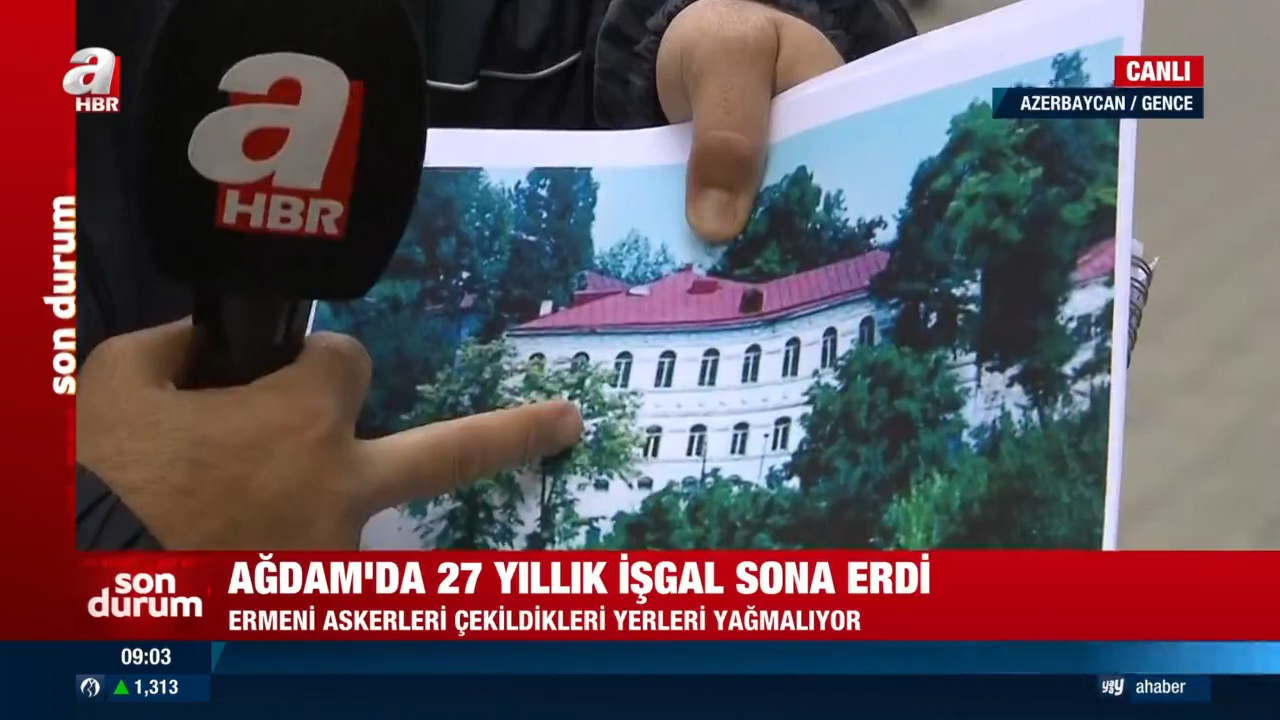 a
HBR
a
HBR
CANLI
AZERBAYCAN / GENCE
son durum
son
durum
AĞDAM'DA 27 YILLIK İŞGAL SONA ERDİ
ERMENİ ASKERLERİ ÇEKİLDİKLERİ YERLERİ YAĞMALIYOR
09:03
1,313
ahaber